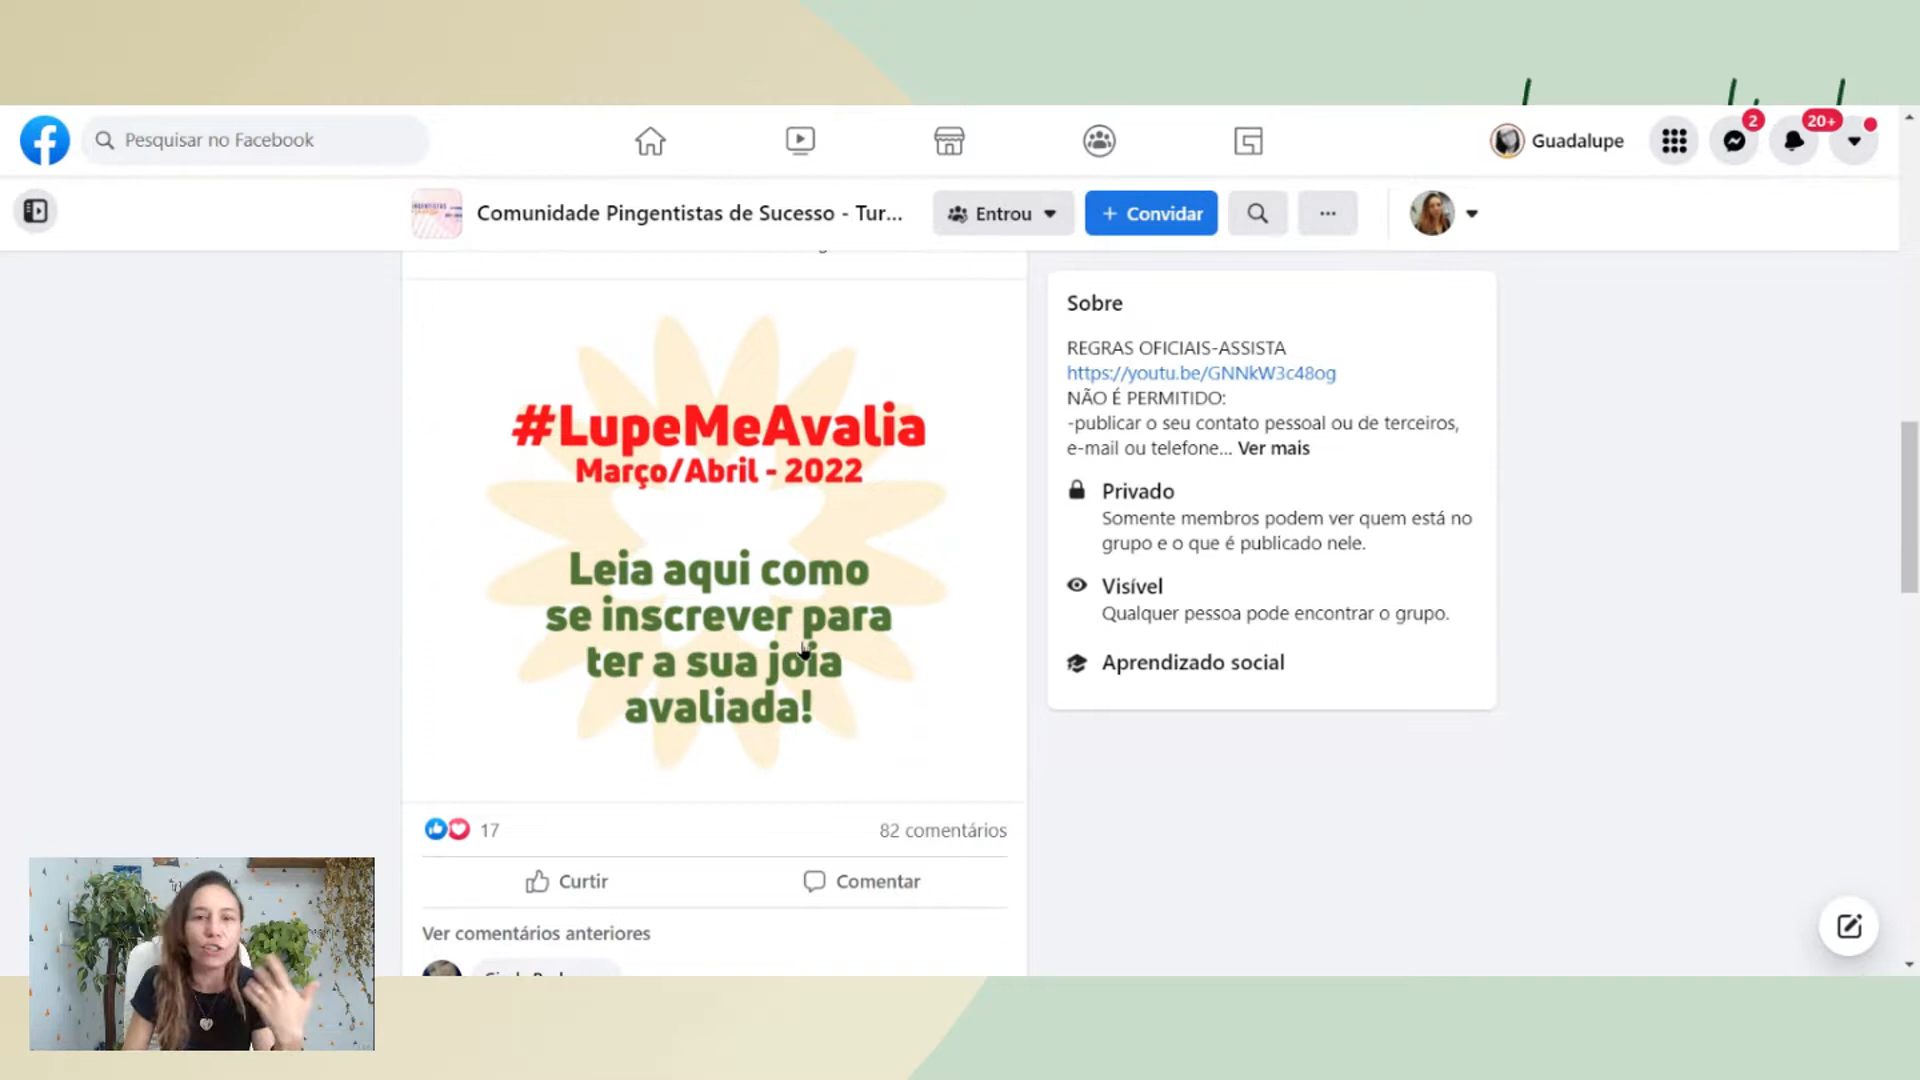 Pesquisar no Facebook
Guadalupe
2
20+
Comunidade Pingentistas de Sucesso - Tur...
Entrou
+ Convidar
#LupeMeAvalia
Março/Abril - 2022
Leia aqui como
se inscrever para
ter a sua joia
avaliada!
17
82 comentários
Curtir
Comentar
Ver comentários anteriores
Sobre
REGRAS OFICIAIS-ASSISTA
https://youtu.be/GNNkW3c48og
NÃO É PERMITIDO:
-publicar o seu contato pessoal ou de terceiros,
e-mail ou telefone... Ver mais
Privado
Somente membros podem ver quem está no
grupo e o que é publicado nele.
Visível
Qualquer pessoa pode encontrar o grupo.
Aprendizado social